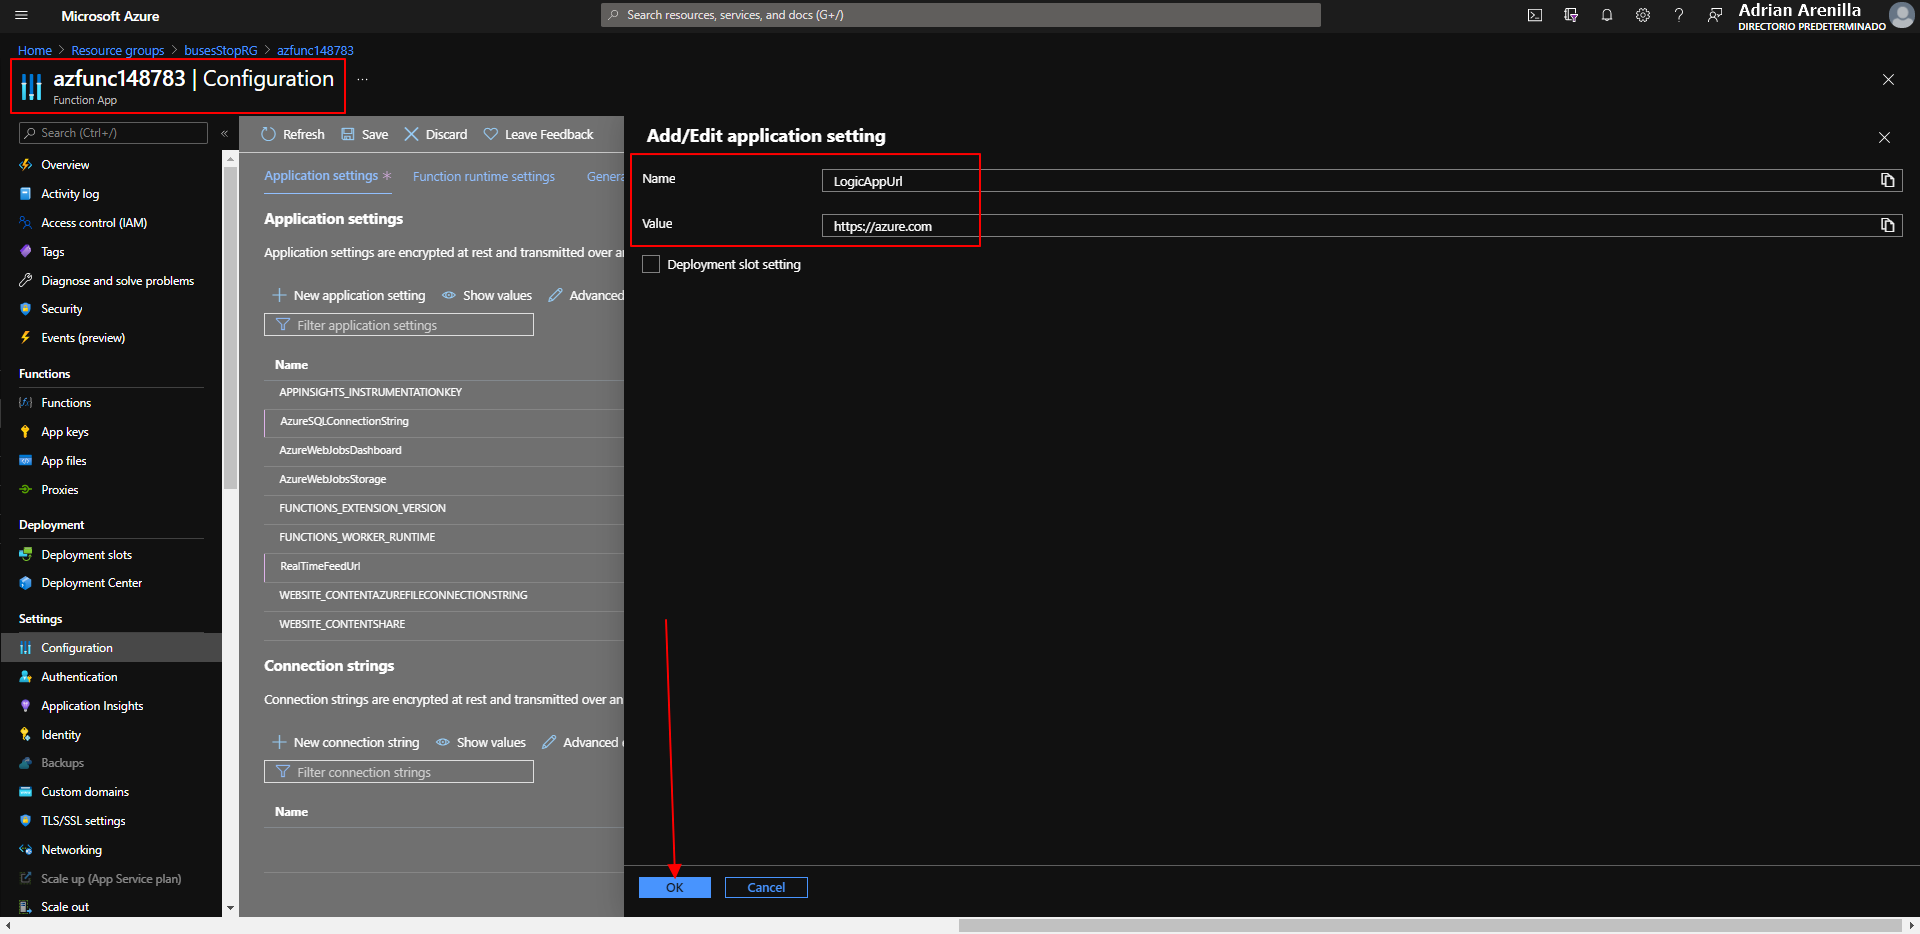 Microsoft Azure
Search resources, services, and docs (G+/)
Adrian Arenilla
DIRECTORIO PREDETERMINADO
Home > Resource groups > busesStopRG > azfunc148783
azfunc148783 | Configuration
...
Function App
Search (Ctrl+/)
«
Overview
Activity log
Access control (IAM)
Tags
Diagnose and solve problems
Security
Events (preview)
Functions
Functions
App keys
App files
Proxies
Deployment
Deployment slots
Deployment Center
Settings
Configuration
Authentication
Application Insights
Identity
Backups
Custom domains
TLS/SSL settings
Networking
Scale up (App Service plan)
Scale out
Refresh
Save
Discard
Leave Feedback
Application settings *
Function runtime settings
Genera
Application settings
Application settings are encrypted at rest and transmitted over a
New application setting
Show values
Advanced
Filter application settings
Name
APPINSIGHTS_INSTRUMENTATIONKEY
AzureSQLConnectionString
AzureWebJobsDashboard
AzureWebJobsStorage
FUNCTIONS_EXTENSION_VERSION
FUNCTIONS_WORKER_RUNTIME
RealTimeFeedUrl
WEBSITE_CONTENTAZUREFILECONNECTIONSTRING
WEBSITE_CONTENTSHARE
Connection strings
Connection strings are encrypted at rest and transmitted over an
New connection string
Show values
Advanced
Filter connection strings
Name
Add/Edit application setting
Name
LogicAppUrl
Value
https://azure.com
Deployment slot setting
OK
Cancel